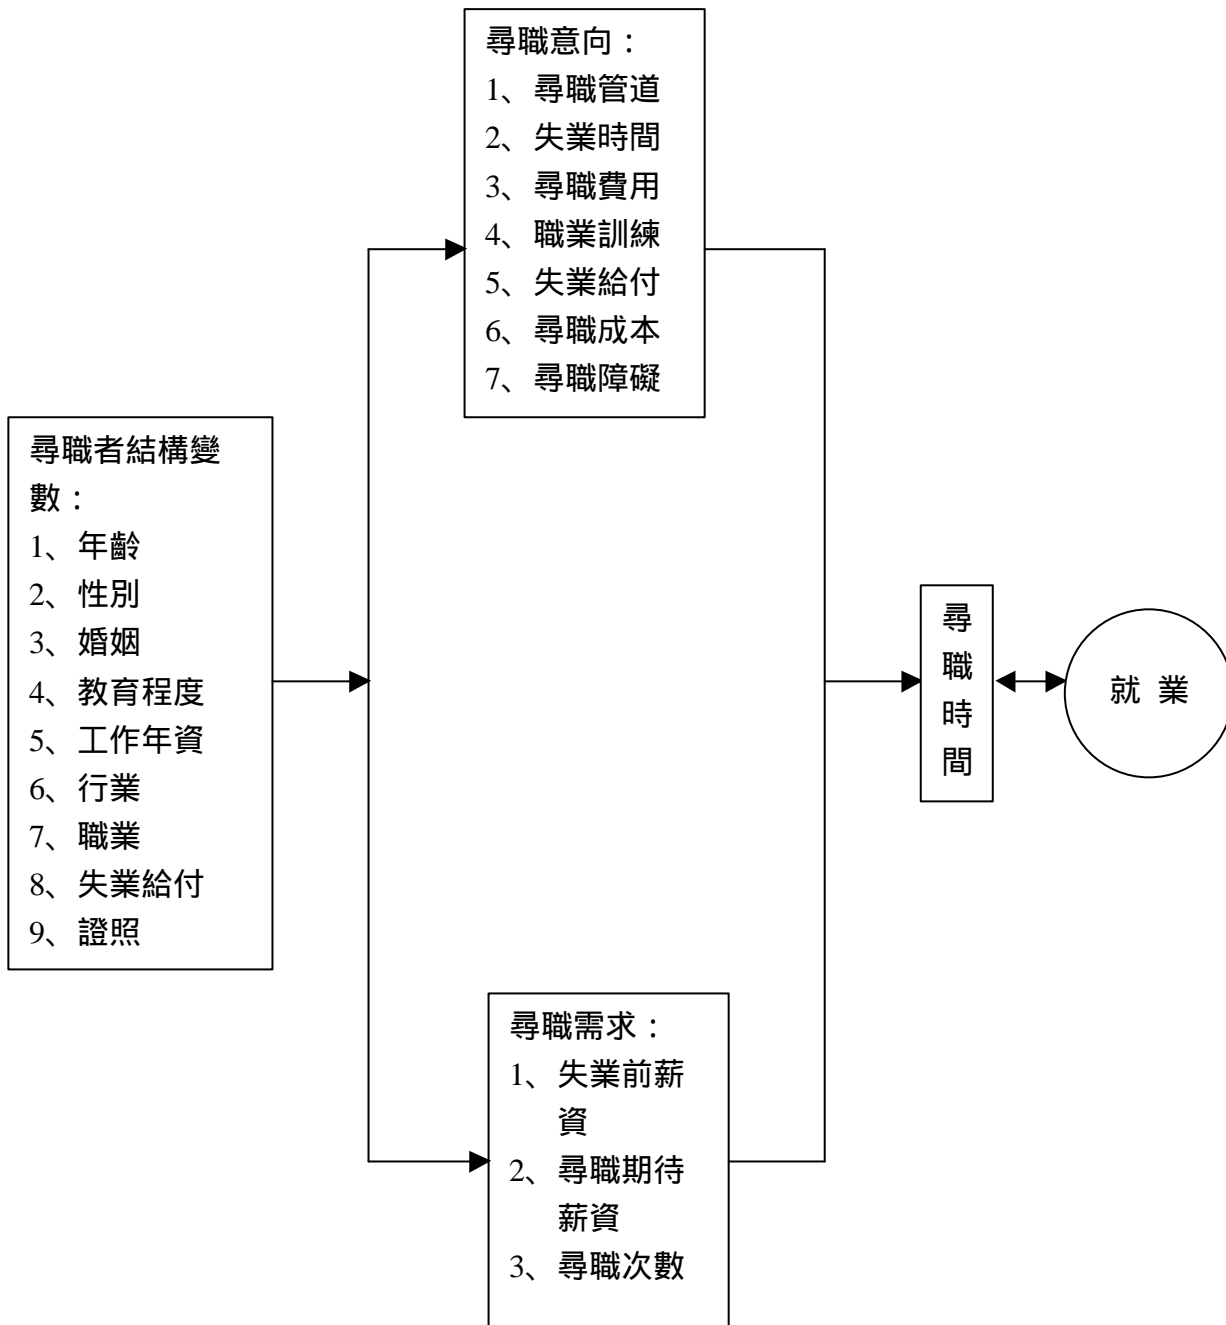 尋職意向：
1、尋職管道
2、失業時間
3、尋職費用
4、職業訓練
5、失業給付
6、尋職成本
7、尋職障礙
尋職者結構變
數：
1、年齡
2、性別
3、婚姻
4、教育程度
5、工作年資
6、行業
7、職業
8、失業給付
9、證照
尋職需求：
1、失業前薪
資
2、尋職期待
薪資
3、尋職次數
尋
職
時
間
就 業